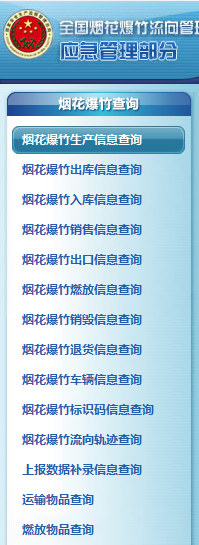 全国烟花爆竹流向管理
应急管理部分
烟花爆竹查询
烟花爆竹生产信息查询
烟花爆竹出库信息查询
烟花爆竹入库信息查询
烟花爆竹销售信息查询
烟花爆竹出口信息查询
烟花爆竹燃放信息查询
烟花爆竹销毁信息查询
烟花爆竹退货信息查询
烟花爆竹车辆信息查询
烟花爆竹标识码信息查询
烟花爆竹流向轨迹查询
上报数据补录信息查询
运输物品查询
燃放物品查询